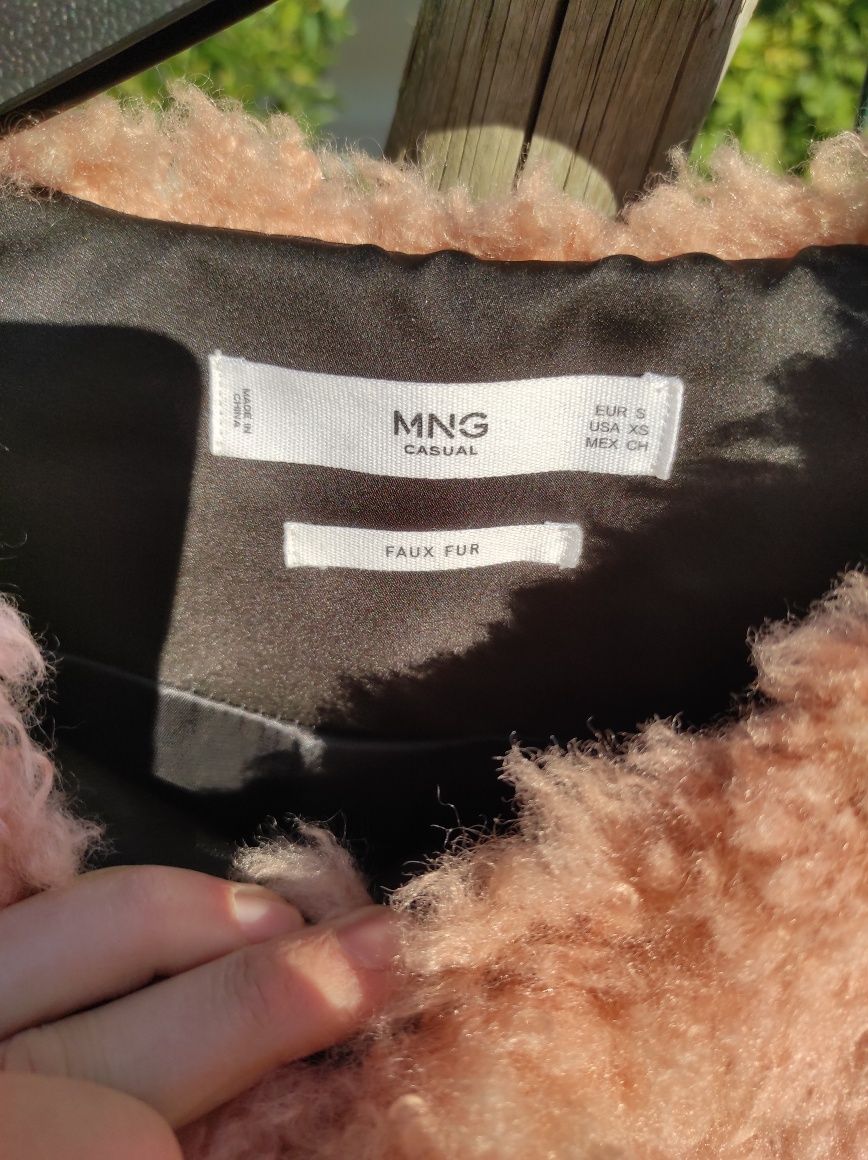 MADE IN
CHINA
MNG
CASUAL
EUR S
USA XS
MEX CH
FAUX FUR